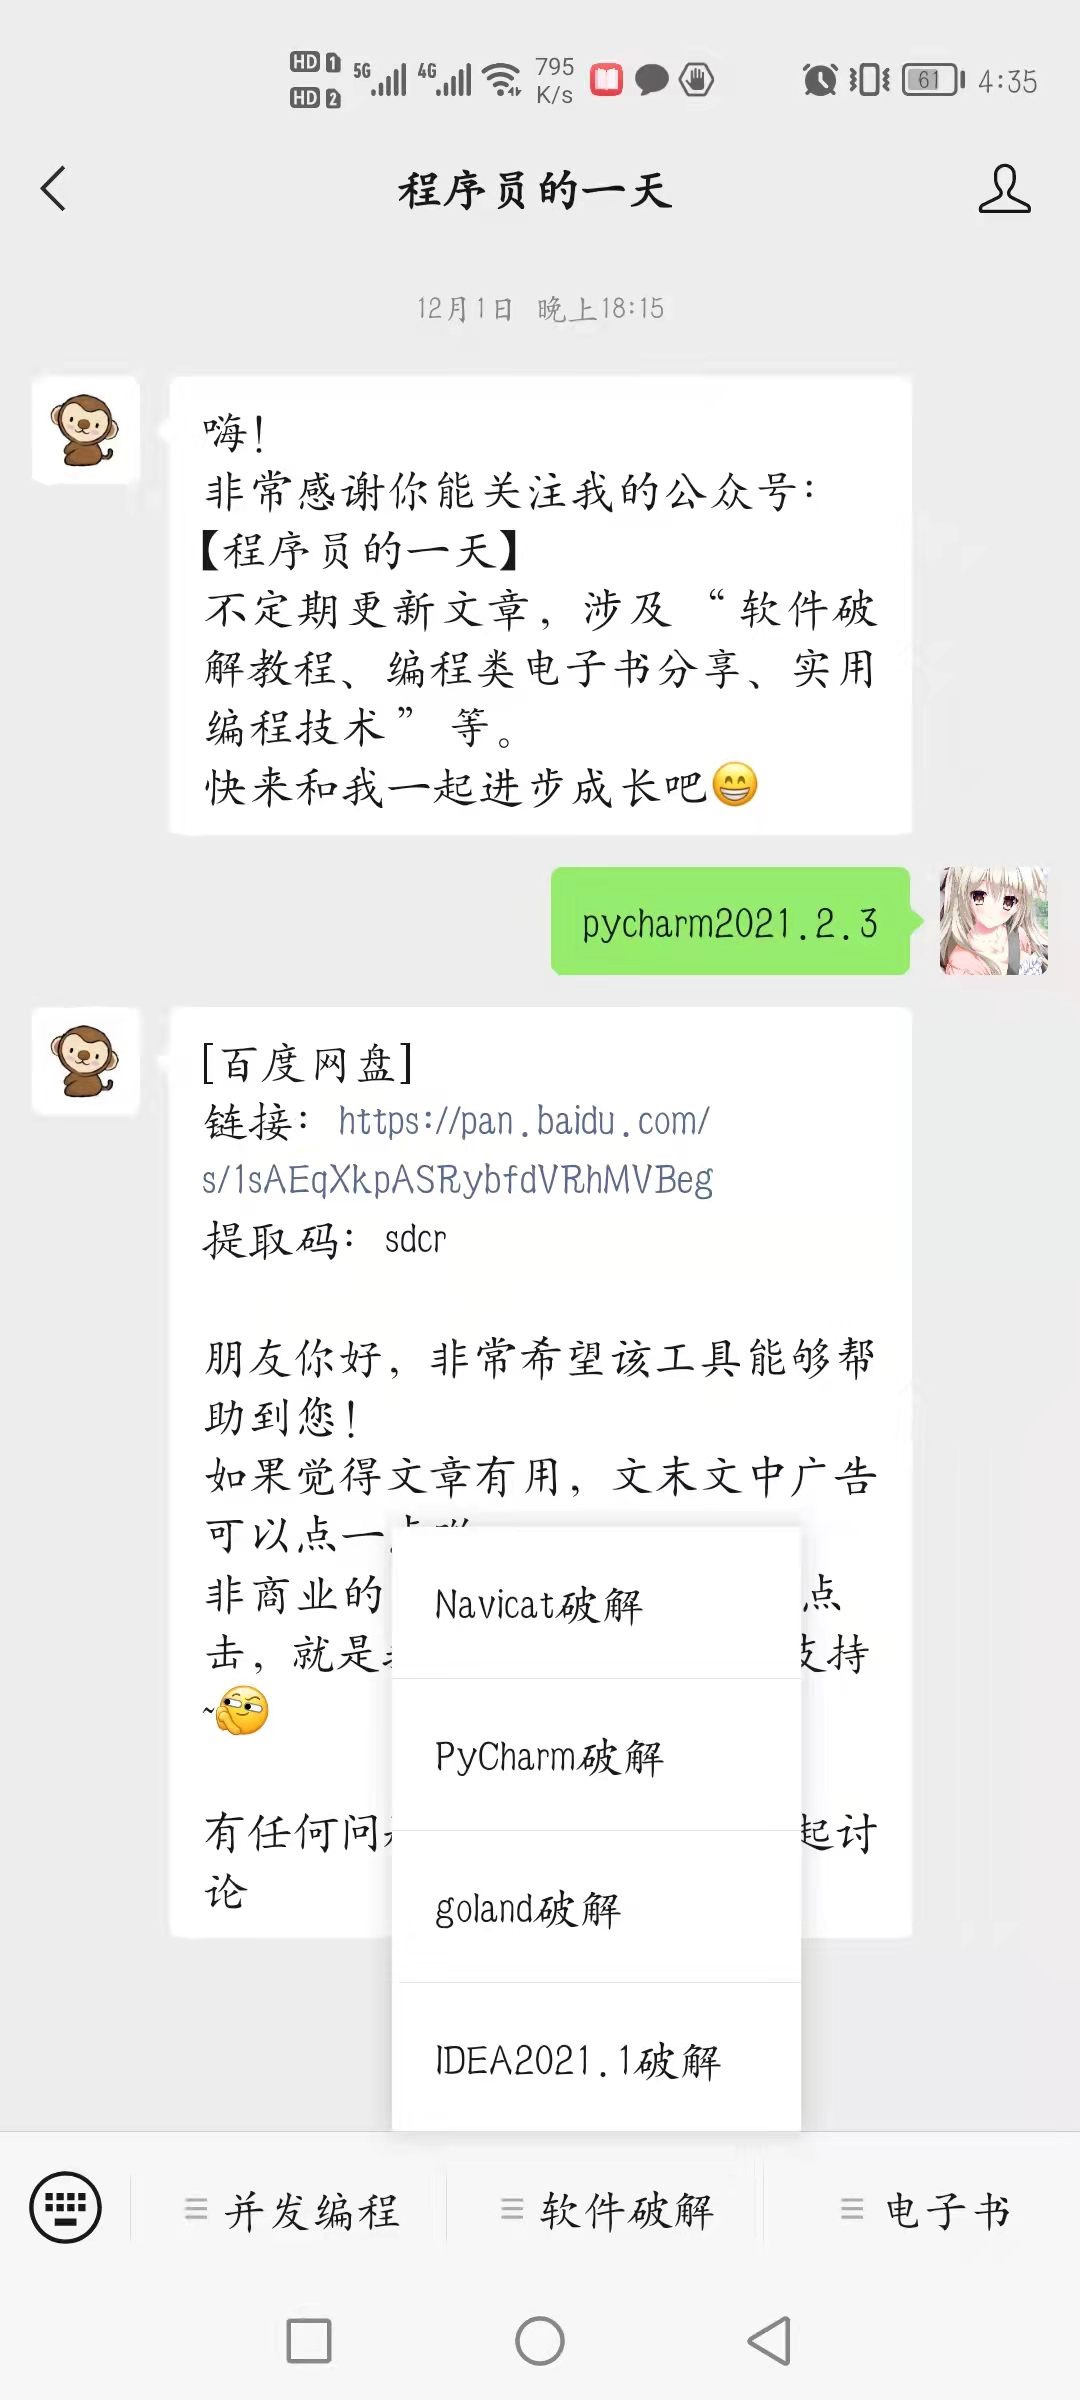 HD 1 5G 4G 795 61 4:35
HD 2 K/s
程序员的一天
12月1日 晚上18:15
嗨！
非常感谢你能关注我的公众号：
【程序员的一天】
不定期更新文章，涉及“软件破
解教程、编程类电子书分享、实用
编程技术”等。
快来和我一起进步成长吧😁
pycharm2021.2.3
[百度网盘]
链接：https://pan.baidu.com/
s/1sAEqXkpASRybfdVRhMVBeg
提取码：sdcr
朋友你好，非常希望该工具能够帮
助到您！
如果觉得文章有用，文末文中广告
可以点一
非商业的 点
击，就是 支持
~
有任何问 起讨
论
Navicat破解
PyCharm破解
goland破解
IDEA2021.1破解
并发编程 软件破解 电子书